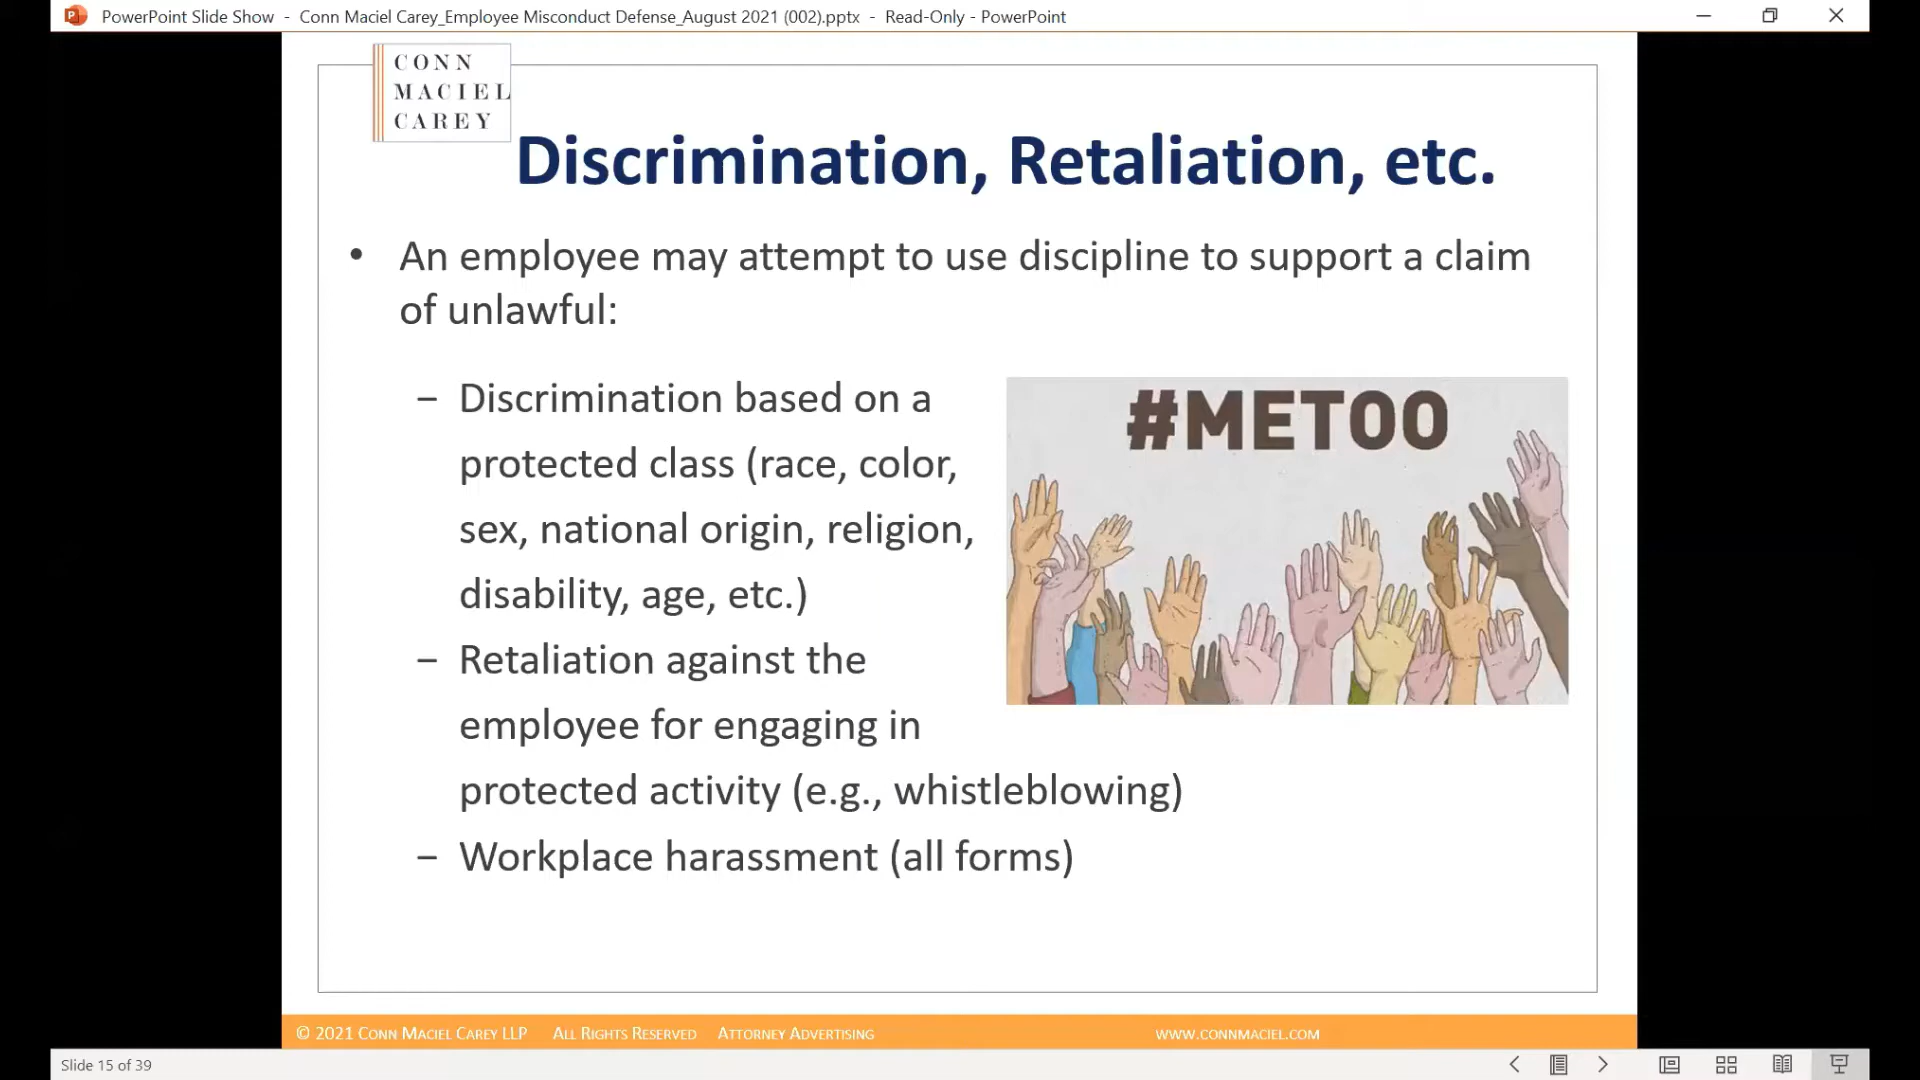 PowerPoint Slide Show - Conn Maciel Carey_Employee Misconduct Defense_August 2021 (002).pptx - Read-Only - PowerPoint
CONN
MACIEL
CAREY
Discrimination, Retaliation, etc.
• An employee may attempt to use discipline to support a claim
of unlawful:
– Discrimination based on a
protected class (race, color,
sex, national origin, religion,
disability, age, etc.)
– Retaliation against the
employee for engaging in
protected activity (e.g., whistleblowing)
– Workplace harassment (all forms)
#METOO
© 2021 CONN MACIEL CAREY LLP ALL RIGHTS RESERVED ATTORNEY ADVERTISING WWW.CONNMACIEL.COM
Slide 15 of 39